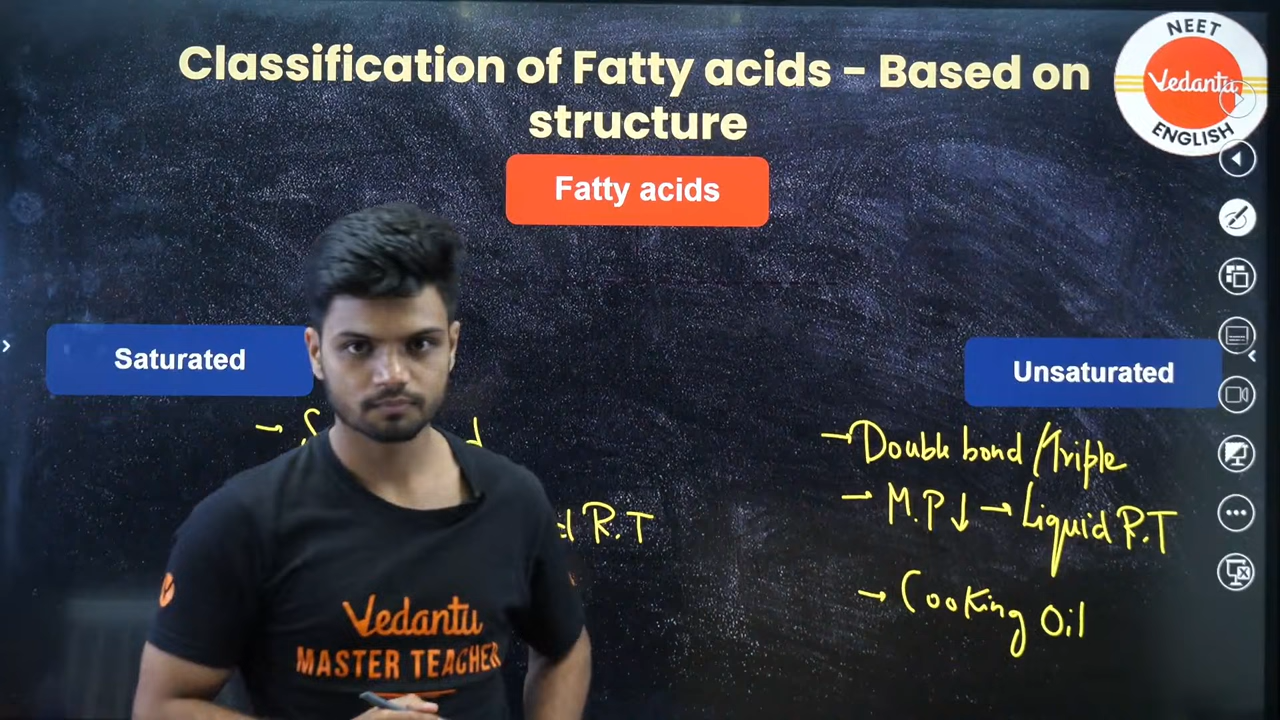 Classification of Fatty acids - Based on
structure
NEET
Vedantu
ENGLISH
Fatty acids
Saturated
Unsaturated
→ Double bond / Triple
→ M.P↓ → Liquid R.T
R.T
→ Cooking Oil
Vedantu
MASTER TEACHER